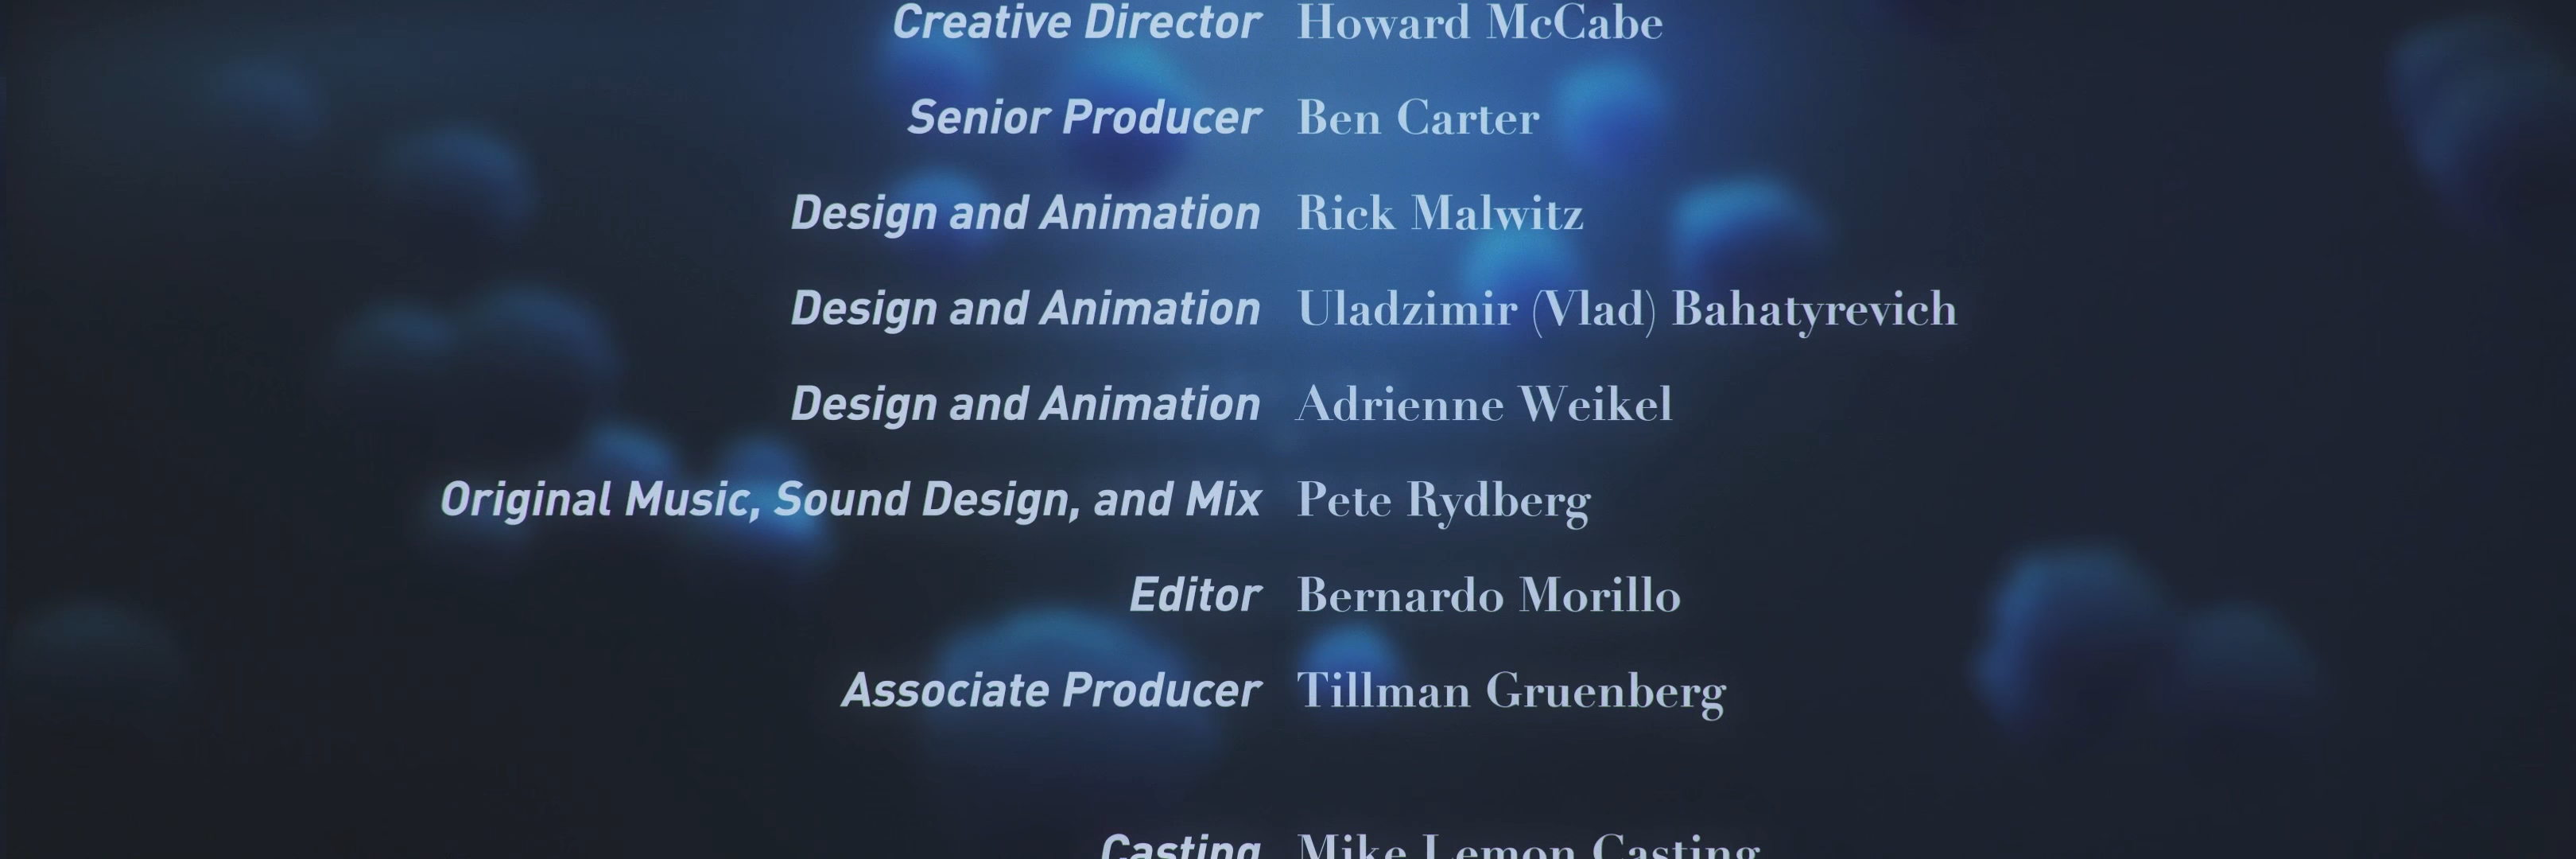 Creative Director Howard McCabe
Senior Producer Ben Carter
Design and Animation Rick Malwitz
Design and Animation Uladzimir (Vlad) Bahatyrevich
Design and Animation Adrienne Weikel
Original Music, Sound Design, and Mix Pete Rydberg
Editor Bernardo Morillo
Associate Producer Tillman Gruenberg
Casting Mike Lemon Casting